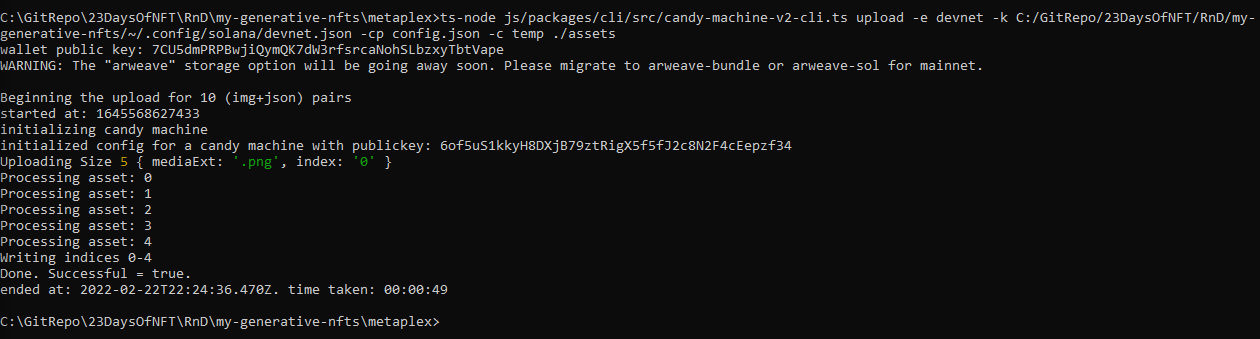 C:\GitRepo\23DaysOfNFT\RnD\my-generative-nfts\metaplex>ts-node js/packages/cli/src/candy-machine-v2-cli.ts upload -e devnet -k C:/GitRepo/23DaysOfNFT/RnD/my-
generative-nfts/~/.config/solana/devnet.json -cp config.json -c temp ./assets
wallet public key: 7CU5dmPRPBwjiQymQK7dW3rfsrcaNohSLbzxyTbtVape
WARNING: The "arweave" storage option will be going away soon. Please migrate to arweave-bundle or arweave-sol for mainnet.
Beginning the upload for 10 (img+json) pairs
started at: 1645568627433
initializing candy machine
initialized config for a candy machine with publickey: 6of5uS1kkyH8DXjB79ztRigX5f5fJ2c8N2F4cEepzf34
Uploading Size 5 { mediaExt: '.png', index: '0' }
Processing asset: 0
Processing asset: 1
Processing asset: 2
Processing asset: 3
Processing asset: 4
Writing indices 0-4
Done. Successful = true.
ended at: 2022-02-22T22:24:36.470Z. time taken: 00:00:49
C:\GitRepo\23DaysOfNFT\RnD\my-generative-nfts\metaplex>